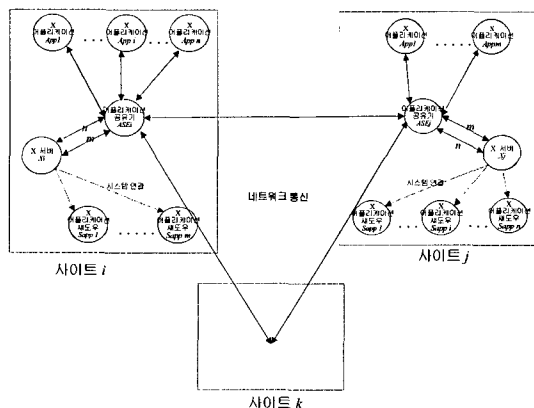 X
어플리케이션
App1
X
어플리케이션
App i
X
어플리케이션
App n
어플리케이션
공유기
ASEi
n
m
X 서버
Xi
시스템 연결
X
어플리케이션
섀도우
Sapp 1
X
어플리케이션
섀도우
Sapp m
사이트 i
네트워크 통신
X
어플리케이션
App1
X
어플리케이션
Appm
어플리케이션
공유기
ASEj
m
n
X 서버
Xj
시스템 연결
X
어플리케이션
섀도우
Sapp 1
X
어플리케이션
섀도우
Sapp i
X
어플리케이션
섀도우
Sapp n
사이트 j
사이트 k